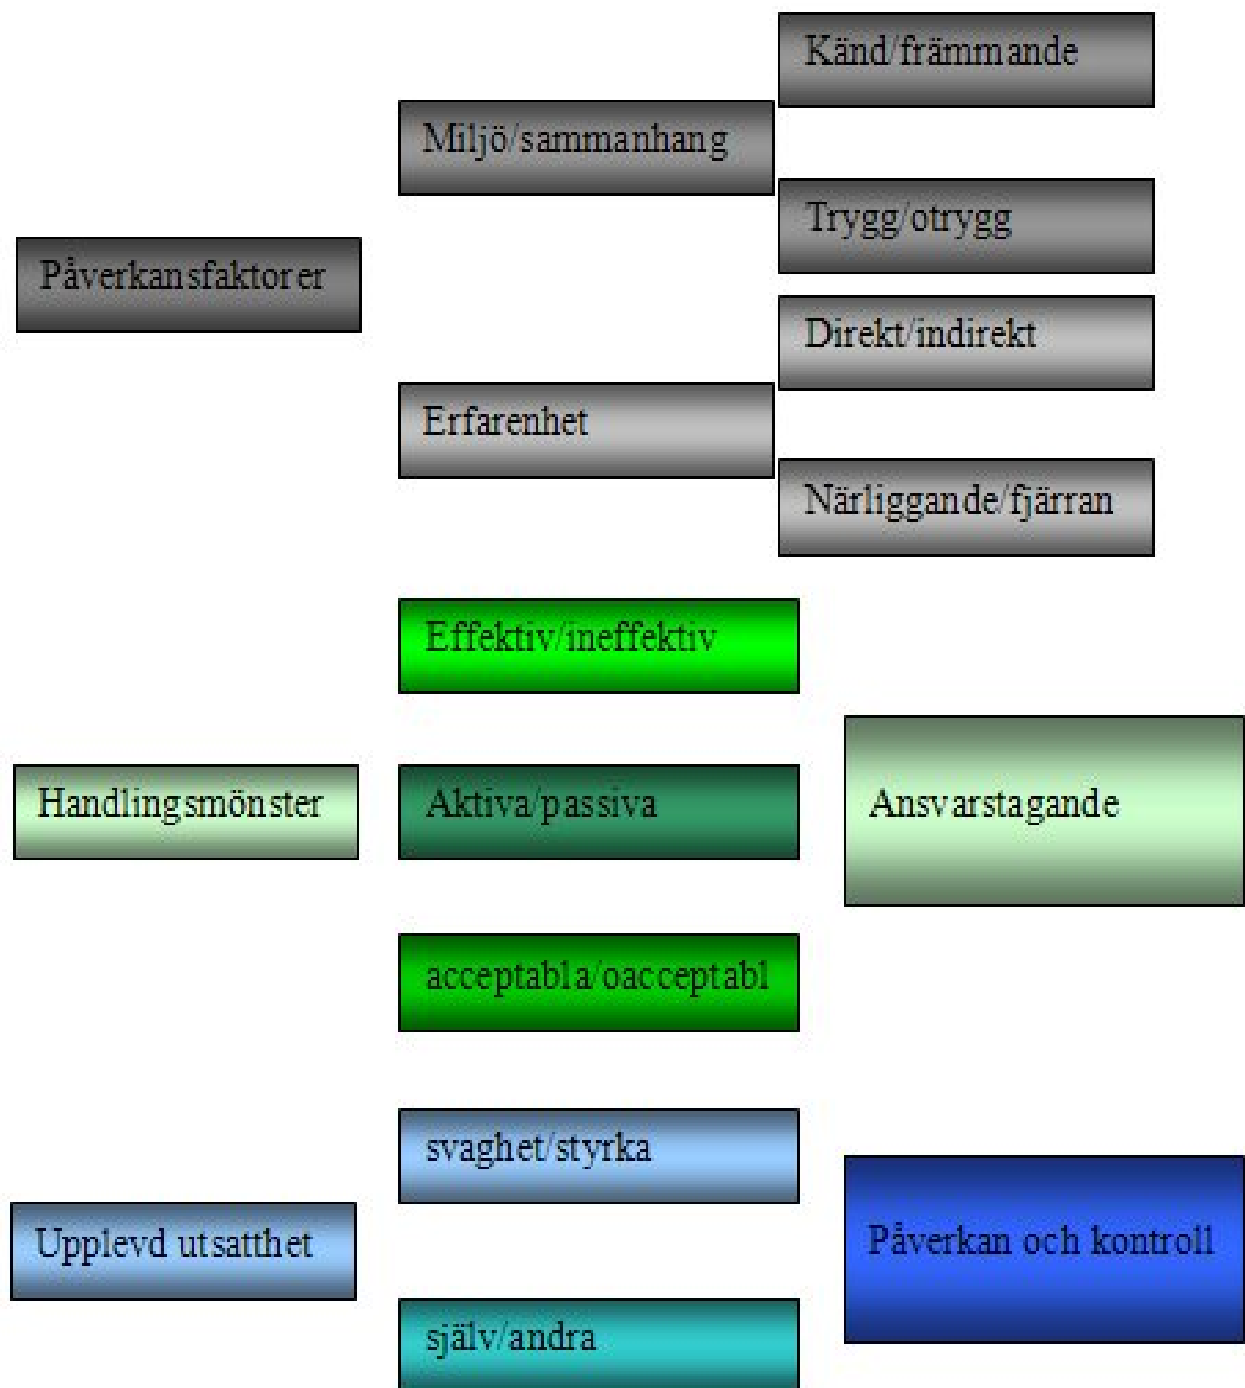 Känd/främmande
Miljö/sammanhang
Trygg/otrygg
Påverkansfaktorer
Direkt/indirekt
Erfarenhet
Närliggande/fjärran
Effektiv/ineffektiv
Handlingsmönster
Aktiva/passiva
Ansvarstagande
acceptabla/oacceptabl
svaghet/styrka
Upplevd utsatthet
Påverkan och kontroll
själv/andra